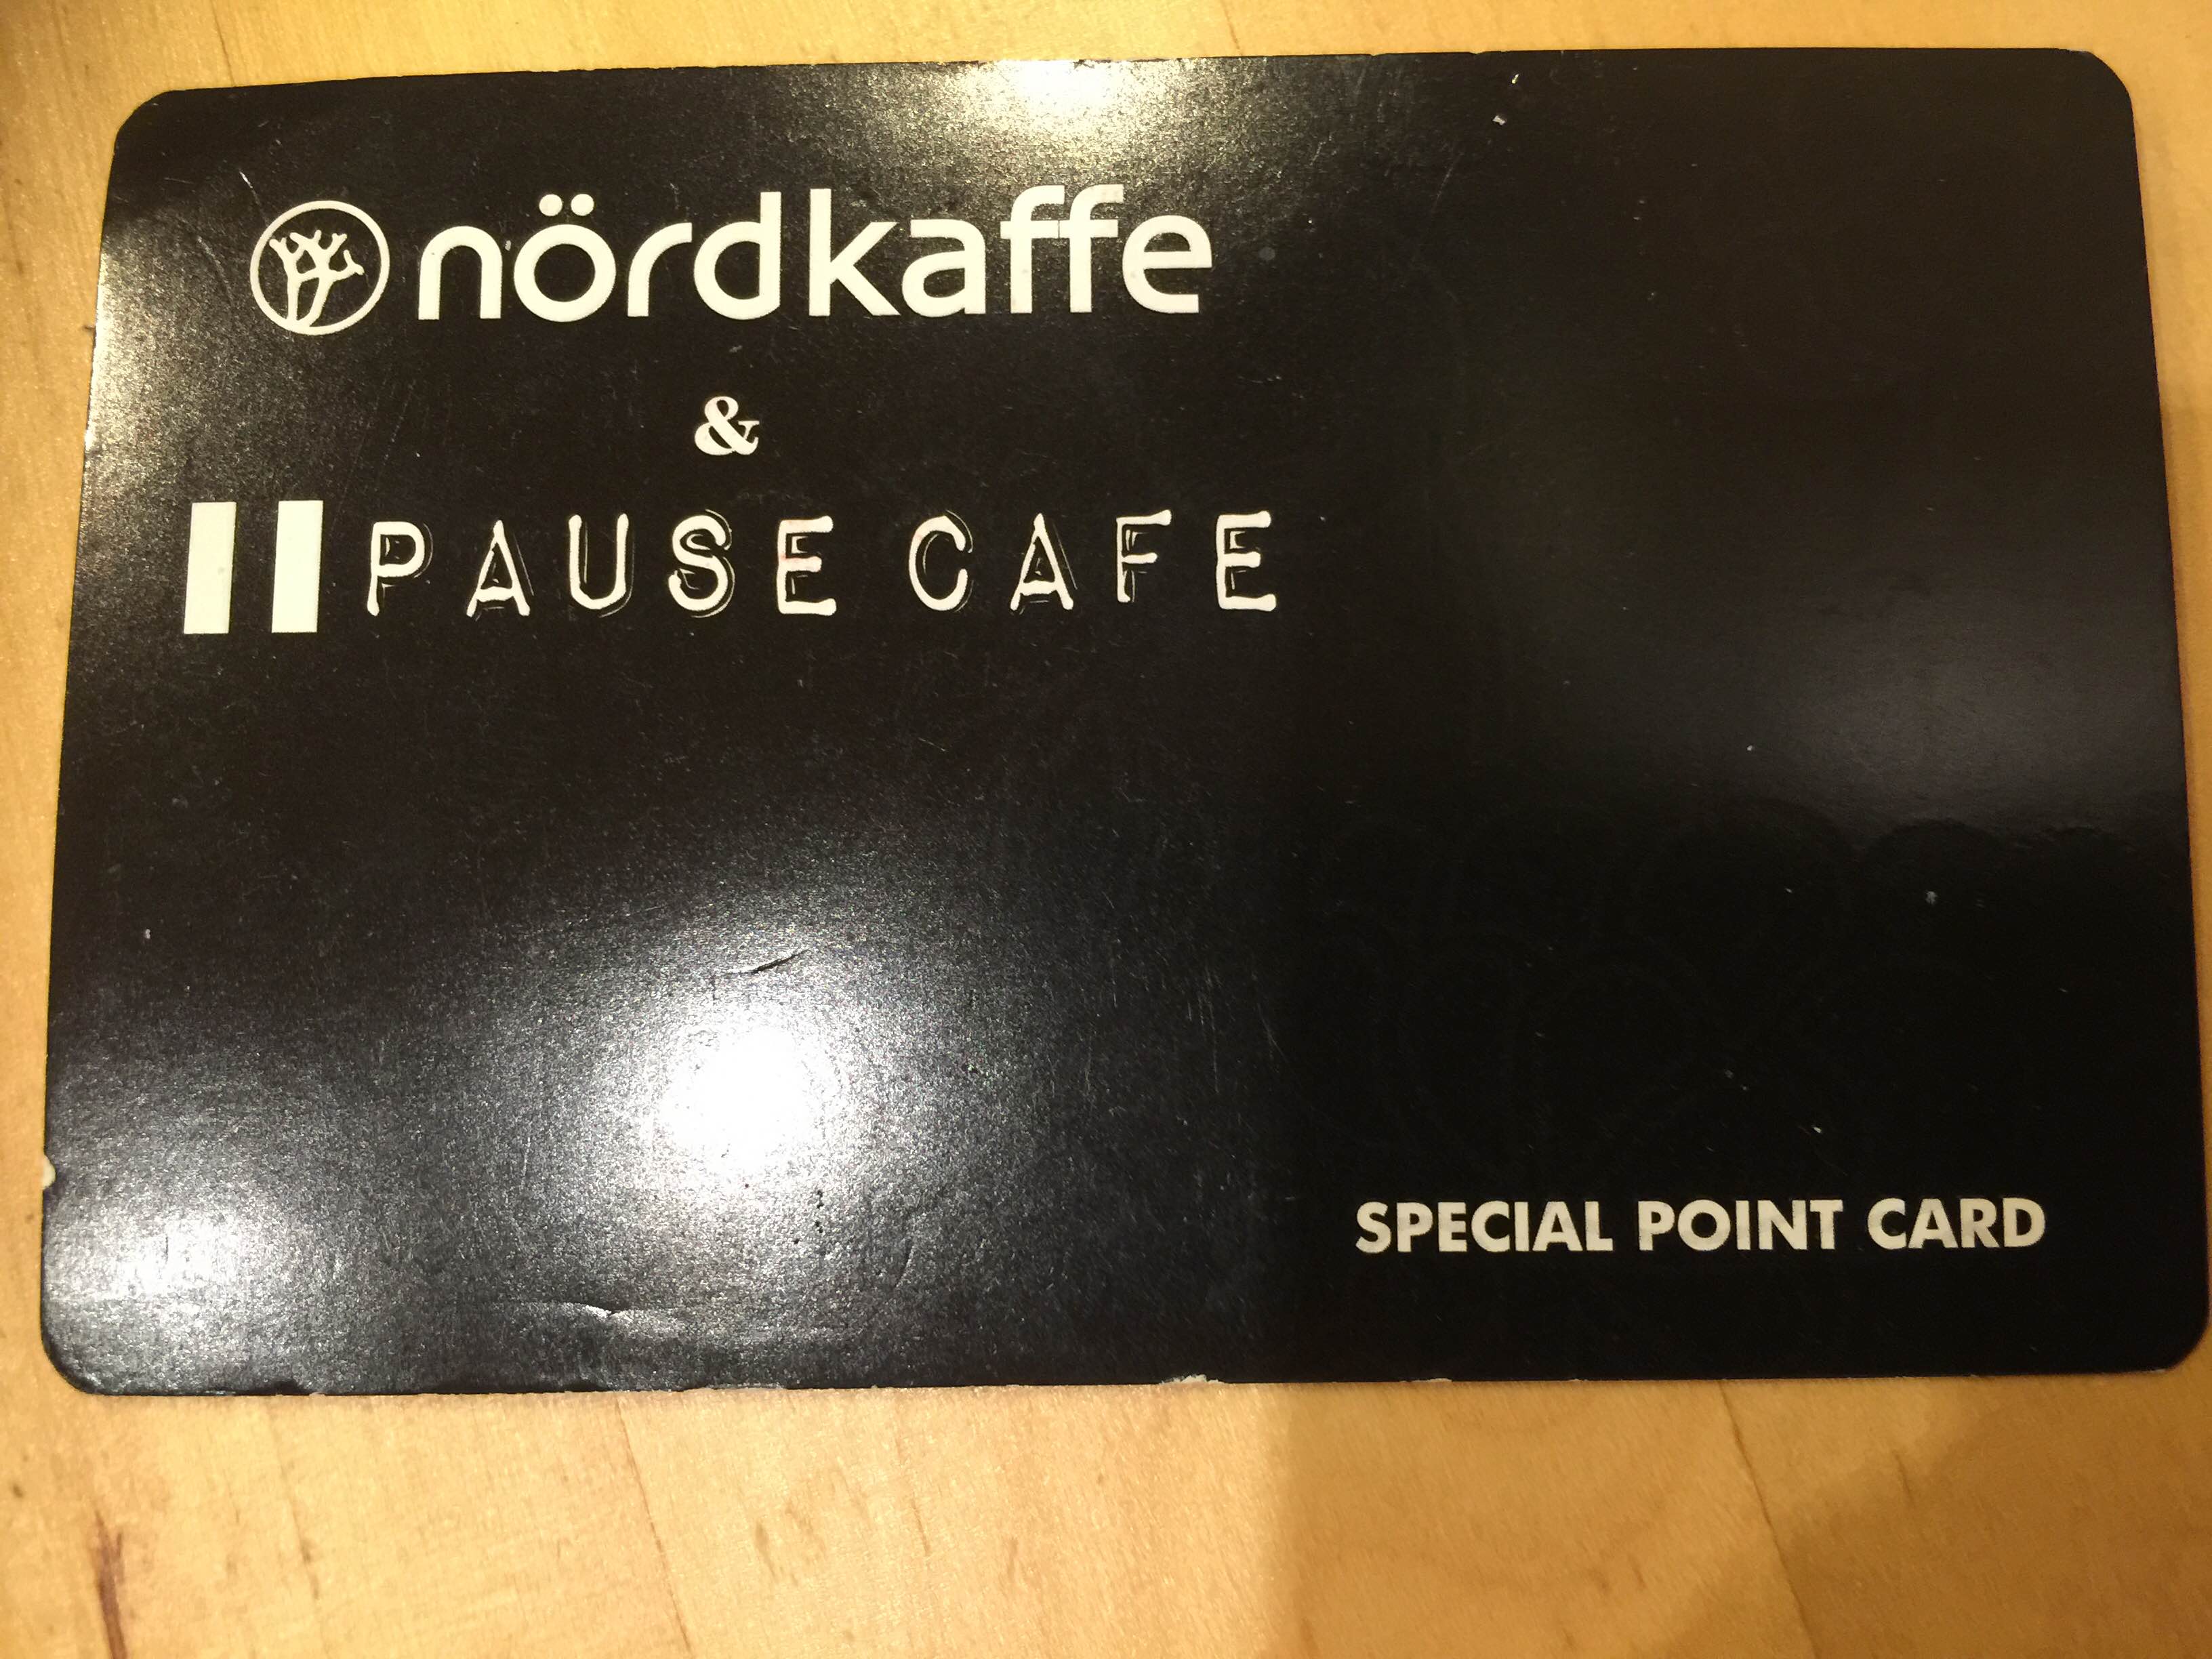 nördkaffe
&
PAUSE CAFE
SPECIAL POINT CARD